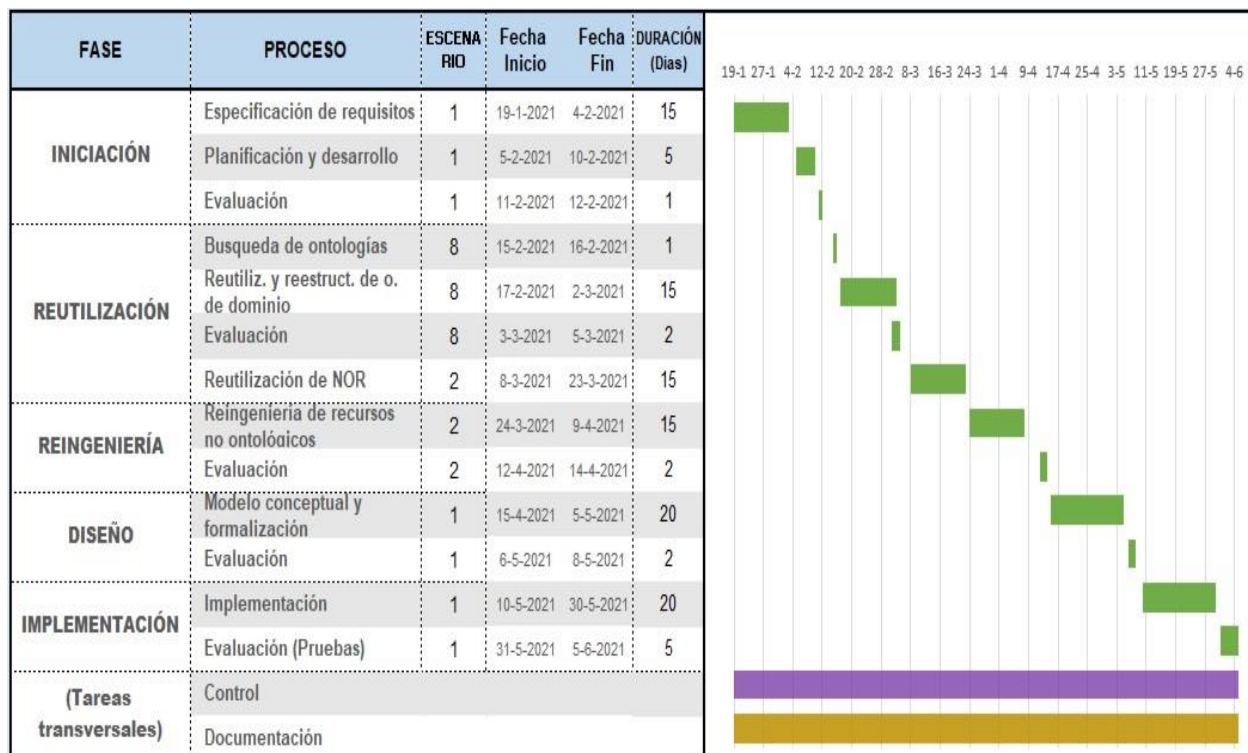 FASE PROCESO ESCENA RIO Fecha Inicio Fecha Fin DURACIÓN (Dias)
19-1 27-1 4-2 12-2 20-2 28-2 8-3 16-3 24-3 1-4 9-4 17-4 25-4 3-5 11-5 19-5 27-5 4-6
INICIACIÓN
Especificación de requisitos 1 19-1-2021 4-2-2021 15
Planificación y desarrollo 1 5-2-2021 10-2-2021 5
Evaluación 1 11-2-2021 12-2-2021 1
REUTILIZACIÓN
Busqueda de ontologías 8 15-2-2021 16-2-2021 1
Reutiliz. y reestruct. de o.
de dominio 8 17-2-2021 2-3-2021 15
Evaluación 8 3-3-2021 5-3-2021 2
Reutilización de NOR 2 8-3-2021 23-3-2021 15
REINGENIERÍA
Reingeniería de recursos
no ontológicos 2 24-3-2021 9-4-2021 15
Evaluación 2 12-4-2021 14-4-2021 2
DISEÑO
Modelo conceptual y
formalización 1 15-4-2021 5-5-2021 20
Evaluación 1 6-5-2021 8-5-2021 2
IMPLEMENTACIÓN
Implementación 1 10-5-2021 30-5-2021 20
Evaluación (Pruebas) 1 31-5-2021 5-6-2021 5
(Tareas
transversales)
Control
Documentación